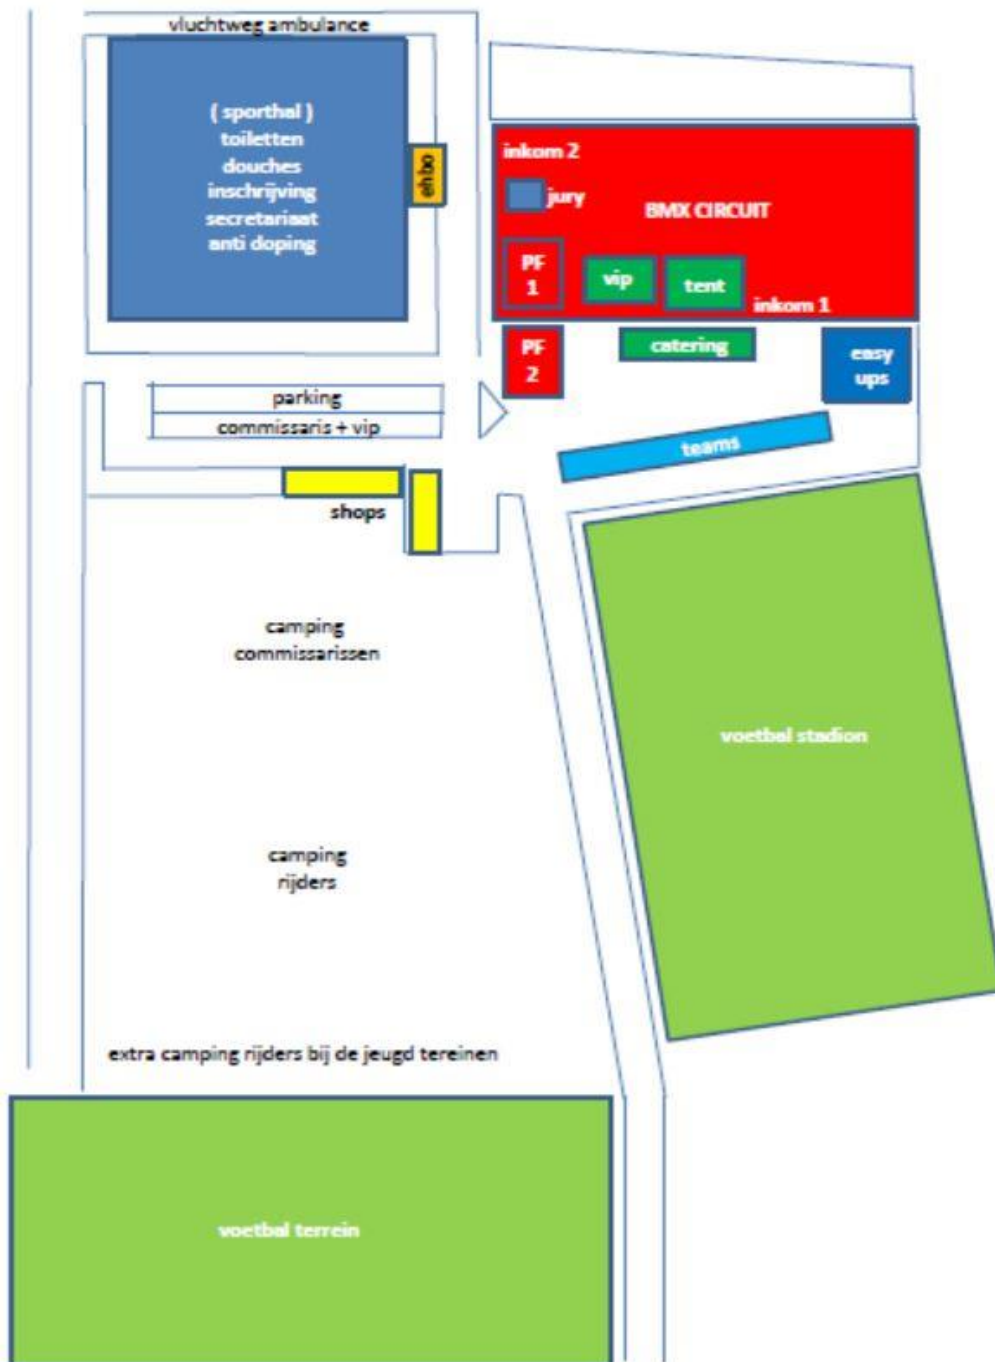 vluchtweg ambulance
( sporthal )
toiletten
douches
inschrijving
secretariaat
anti doping
ehbo
inkom 2
jury
BMX CIRCUIT
PF
1
vip
tent
inkom 1
PF
2
catering
easy
ups
parking
commissaris + vip
teams
shops
camping
commissarissen
voetbal stadion
camping
rijders
extra camping rijders bij de jeugd tereinen
voetbal terrein